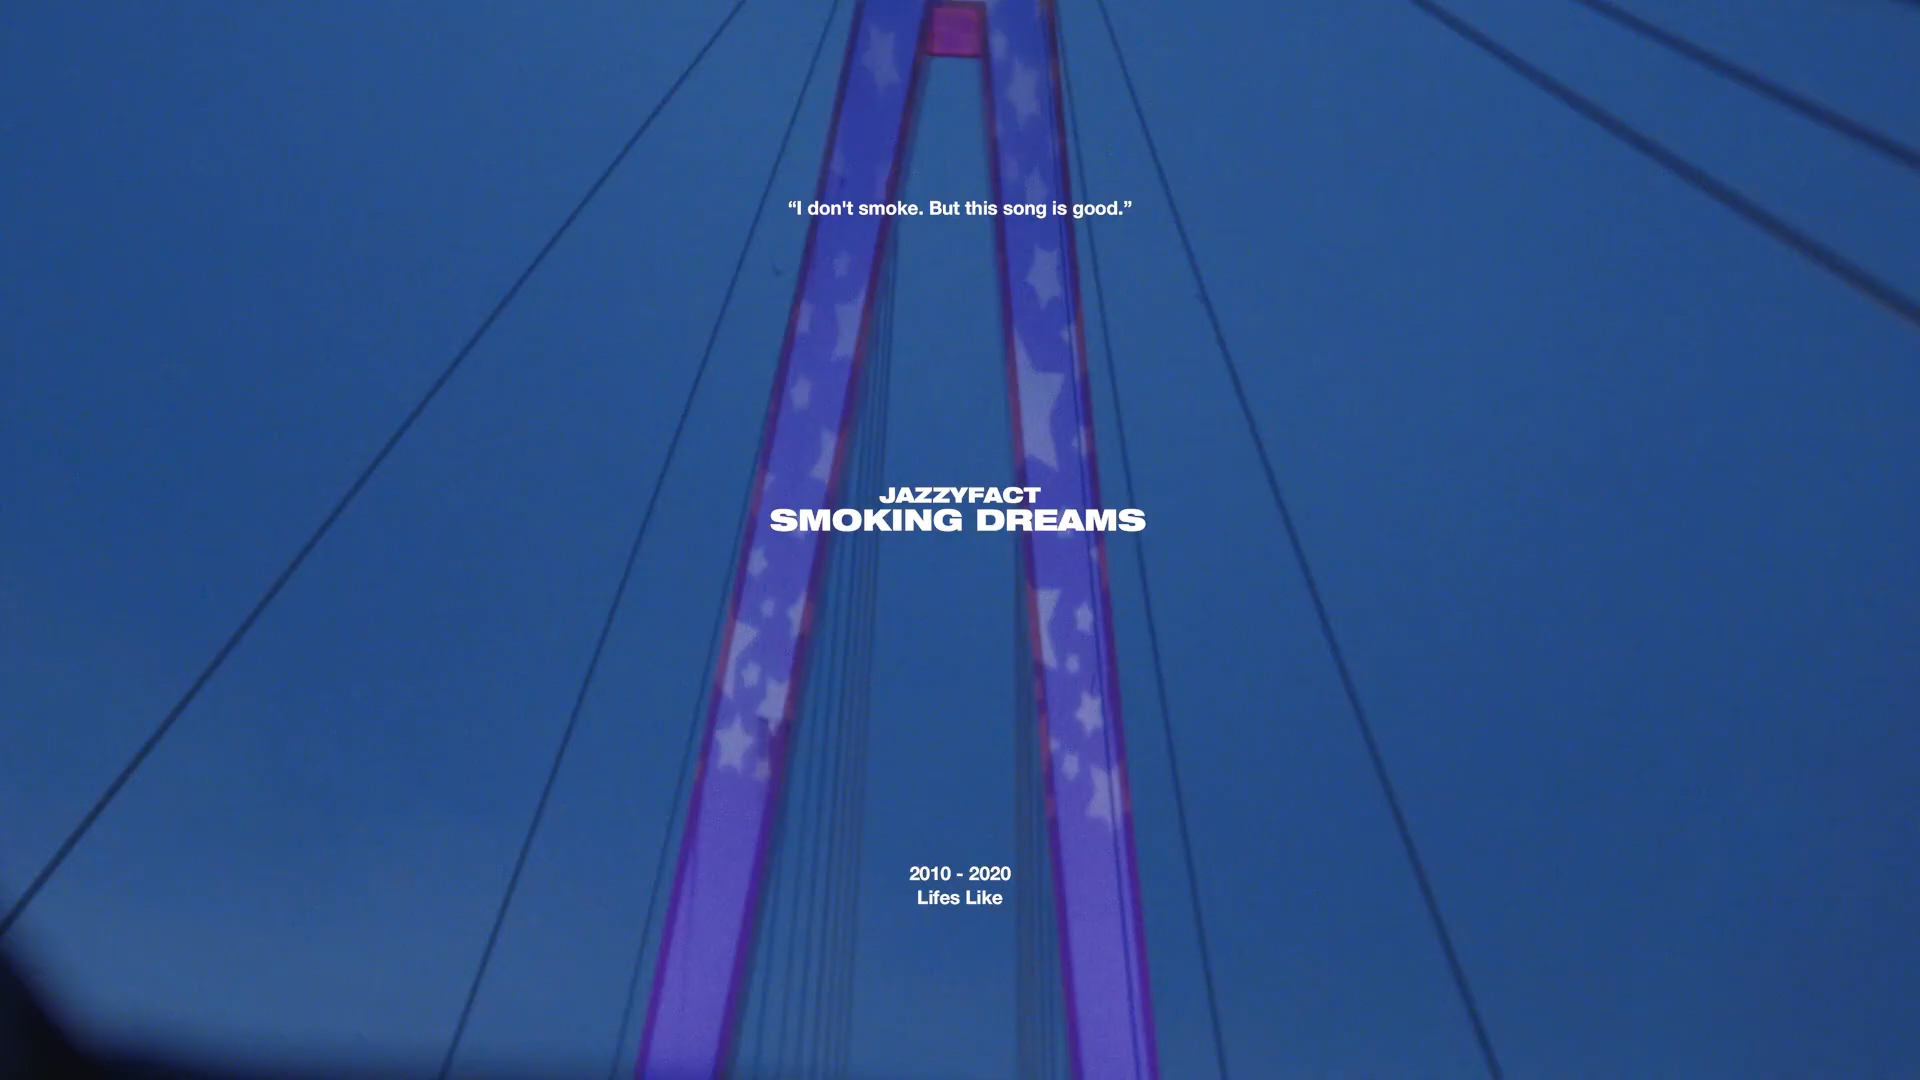 “I don't smoke. But this song is good.”
JAZZYFACT
SMOKING DREAMS
2010 - 2020
Lifes Like